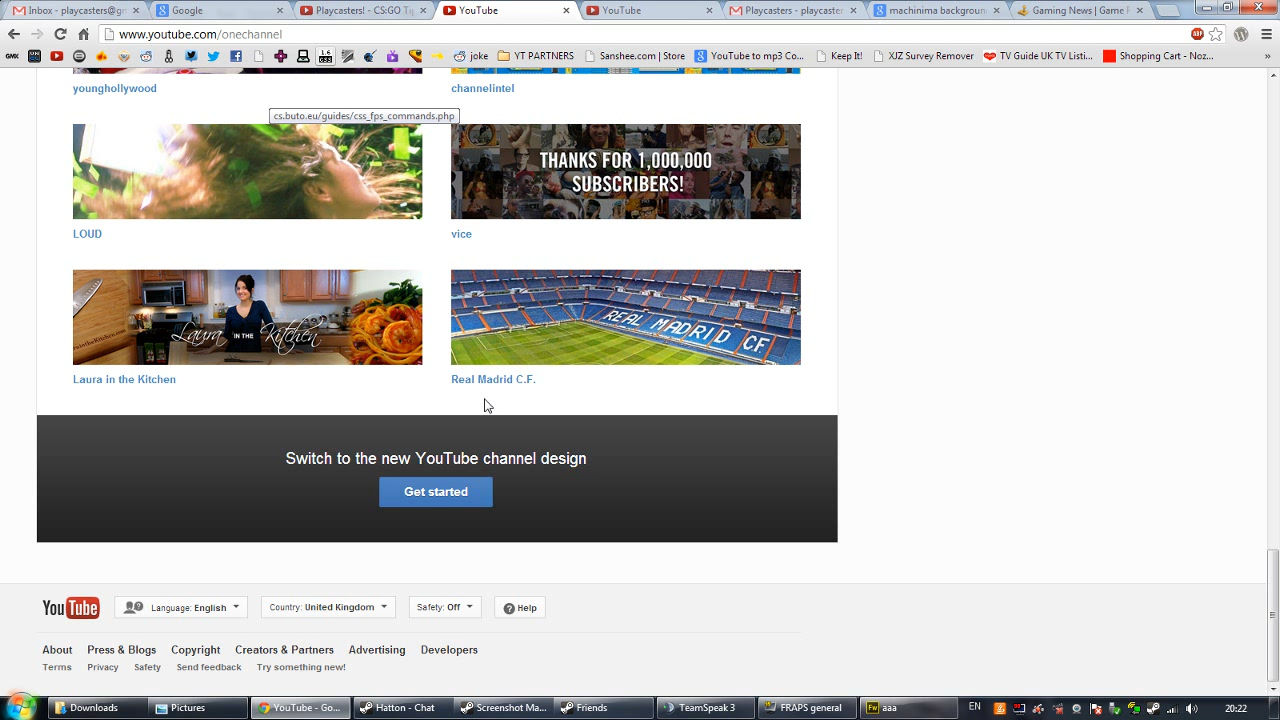 Inbox - playcasters@gm
Google
Playcasters! - CS:GO Tip
YouTube
YouTube
Playcasters - playcaster
machinima background
Gaming News | Game R
www.youtube.com/onechannel
joke
YT PARTNERS
Sanshee.com | Store
YouTube to mp3 Co...
Keep It!
XJZ Survey Remover
TV Guide UK TV Listi...
Shopping Cart - Noz...
»
younghollywood
channelintel
cs.buto.eu/guides/css_fps_commands.php
THANKS FOR 1,000,000
SUBSCRIBERS!
LOUD
vice
Laura IN THE Kitchen
REAL MADRID CF
Laura in the Kitchen
Real Madrid C.F.
Switch to the new YouTube channel design
Get started
YouTube
Language: English
Country: United Kingdom
Safety: Off
Help
About
Press & Blogs
Copyright
Creators & Partners
Advertising
Developers
Terms
Privacy
Safety
Send feedback
Try something new!
Downloads
Pictures
YouTube - Go...
Hatton - Chat
Screenshot Ma...
Friends
TeamSpeak 3
FRAPS general
Fw
aaa
EN
20:22